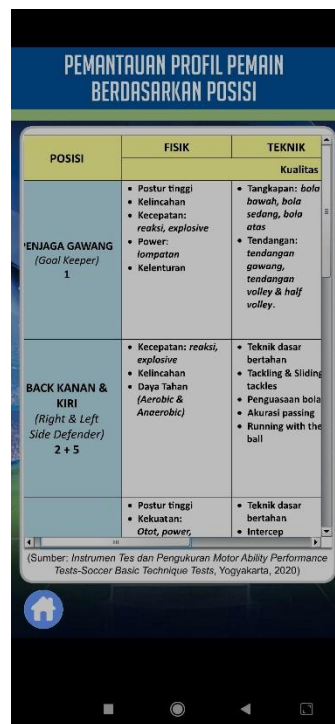 PEMANTAUAN PROFIL PEMAIN
BERDASARKAN POSISI
POSISI
FISIK
TEKNIK
Kualitas
ENJAGA GAWANG
(Goal Keeper)
1
• Postur tinggi
• Kelincahan
• Kecepatan:
reaksi, explosive
• Power:
lompatan
• Kelenturan
• Tangkapan: bola
bawah, bola
sedang, bola
atas
• Tendangan:
tendangan
gawang,
tendangan
volley & half
volley.
BACK KANAN &
KIRI
(Right & Left
Side Defender)
2 + 5
• Kecepatan: reaksi,
explosive
• Kelincahan
• Daya Tahan
(Aerobic &
Anaerobic)
• Teknik dasar
bertahan
• Tackling & Sliding
tackles
• Penguasaan bola
• Akurasi passing
• Running with the
ball
• Postur tinggi
• Kekuatan:
Otot, power,
• Teknik dasar
bertahan
• Intercep
(Sumber: Instrumen Tes dan Pengukuran Motor Ability Performance
Tests-Soccer Basic Technique Tests, Yogyakarta, 2020)